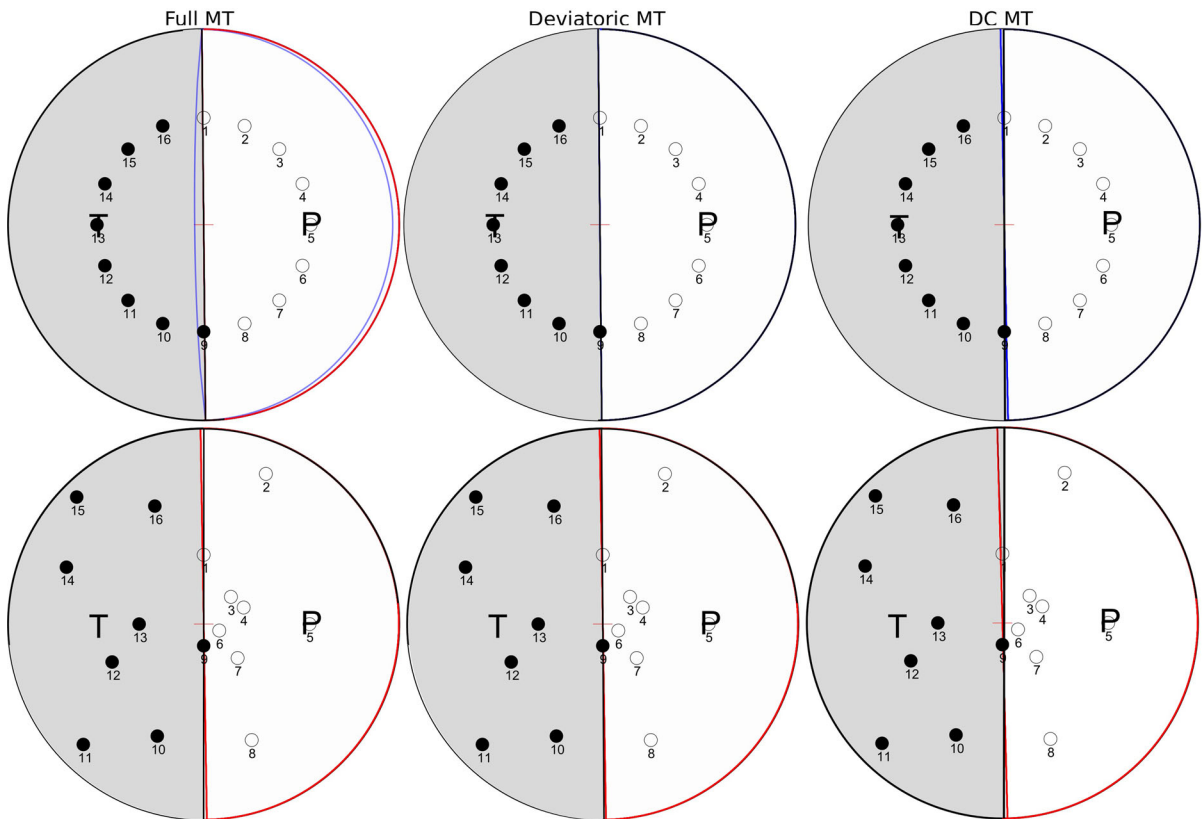 Full MT Deviatoric MT DC MT
1 1 1
16 2 16 2 16 2
15 3 15 3 15 3
14 4 14 4 14 4
T P T P T P
13 5 13 5 13 5
12 6 12 6 12 6
11 7 11 7 11 7
10 8 10 8 10 8
9 9 9
2 2 2
15 15 15
16 16 16
1 1 1
14 14 14
3 3 3
4 4 4
T P T P T P
13 6 5 13 6 5 13 6 5
9 7 9 7 9 7
12 12 12
11 10 8 11 10 8 11 10 8